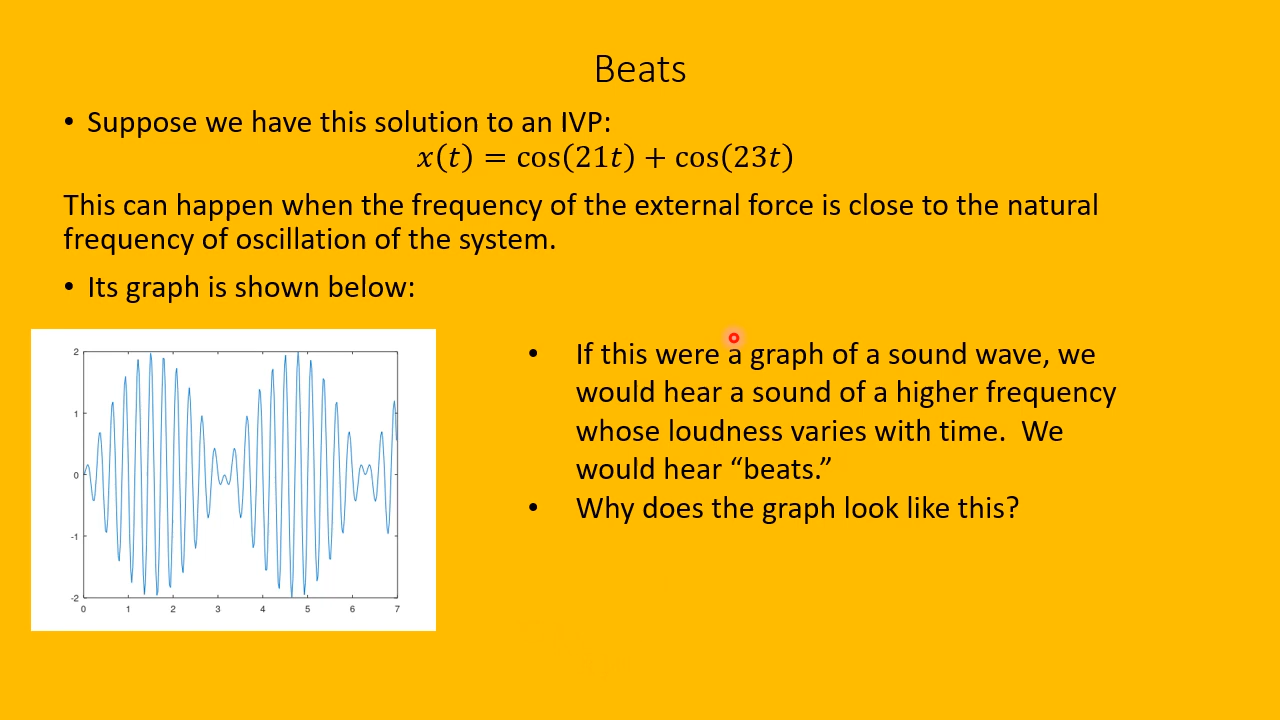 Beats
• Suppose we have this solution to an IVP:
x(t) = cos(21t) + cos(23t)
This can happen when the frequency of the external force is close to the natural
frequency of oscillation of the system.
• Its graph is shown below:
2
1
0
-1
-2
0 1 2 3 4 5 6 7
• If this were a graph of a sound wave, we
would hear a sound of a higher frequency
whose loudness varies with time. We
would hear “beats.”
• Why does the graph look like this?